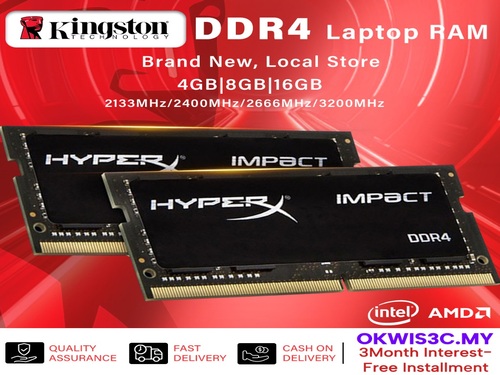 Kingston
TECHNOLOGY
DDR4 Laptop RAM
Brand New, Local Store
4GB|8GB|16GB
2133MHz/2400MHz/2666MHz/3200MHz
HYPERX IMPACT
HYPERX IMPACT
DDR4
intel AMD
QUALITY
ASSURANCE
FAST
DELIVERY
CASH ON
DELIVERY
OKWIS3C.MY
3Month Interest-
Free Installment